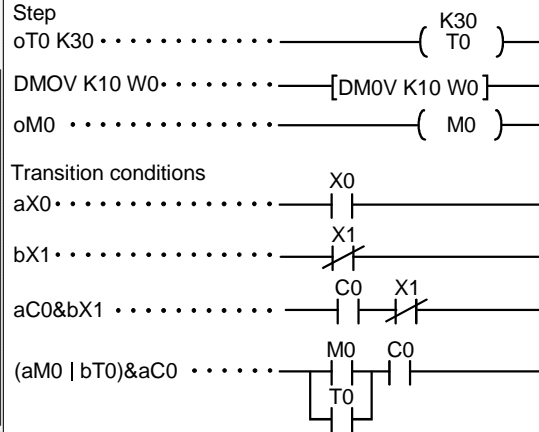 Step
oT0 K30 K30
T0
DMOV K10 W0 DM0V K10 W0
oM0 M0
Transition conditions
aX0 X0
bX1 X1
aC0&bX1 C0 X1
(aM0 | bT0)&aC0 M0 C0
T0